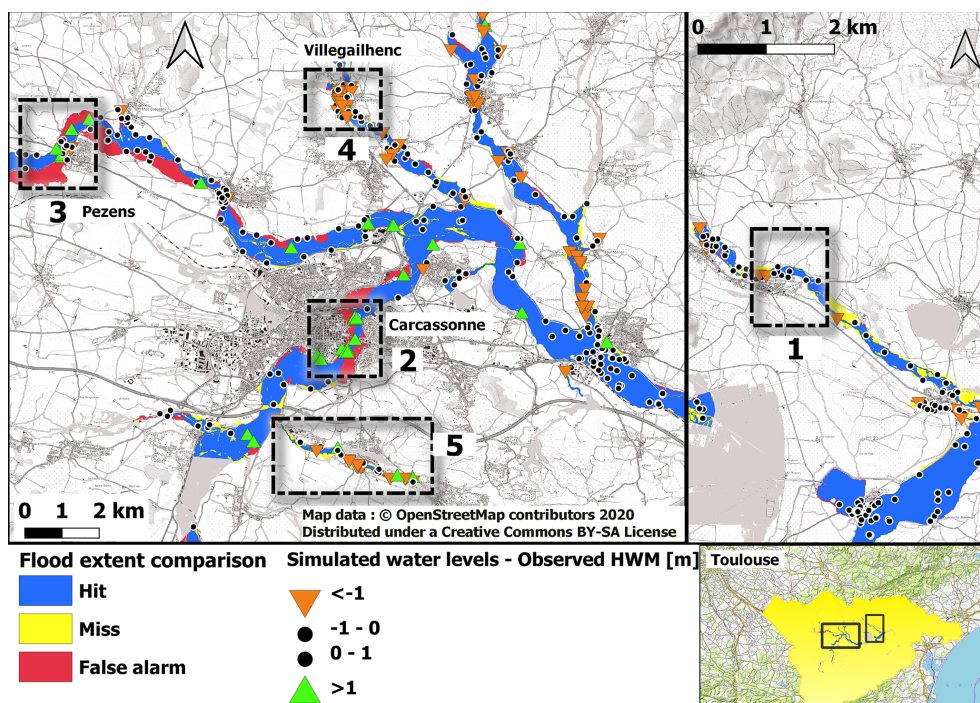 Villegailhenc
4
3
Pezens
Carcassonne
2
5
0 1 2 km
Map data : © OpenStreetMap contributors 2020
Distributed under a Creative Commons BY-SA License
0 1 2 km
1
Flood extent comparison
Hit
Miss
False alarm
Simulated water levels - Observed HWM [m]
<-1
-1 - 0
0 - 1
>1
Toulouse